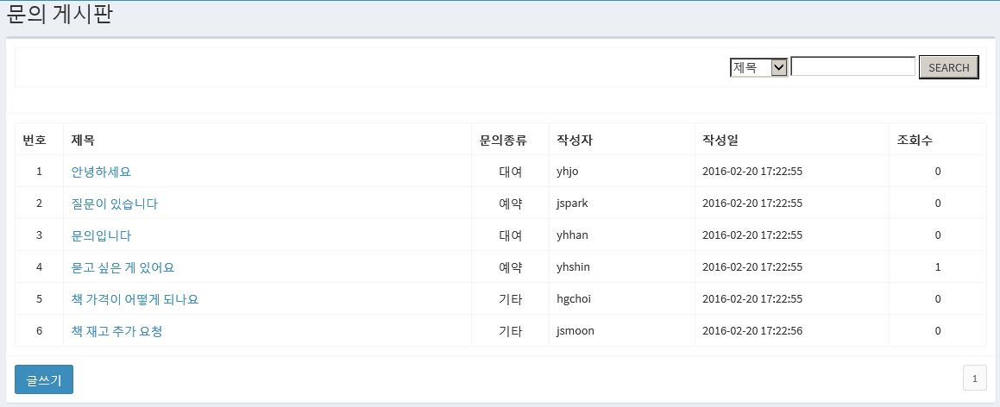 문의 게시판
제목 SEARCH
번호 제목 문의종류 작성자 작성일 조회수
1 안녕하세요 대여 yhjo 2016-02-20 17:22:55 0
2 질문이 있습니다 예약 jspark 2016-02-20 17:22:55 0
3 문의입니다 대여 yhhan 2016-02-20 17:22:55 0
4 묻고 싶은 게 있어요 예약 yhshin 2016-02-20 17:22:55 1
5 책 가격이 어떻게 되나요 기타 hgchoi 2016-02-20 17:22:55 0
6 책 재고 추가 요청 기타 jsmoon 2016-02-20 17:22:56 0
글쓰기 1